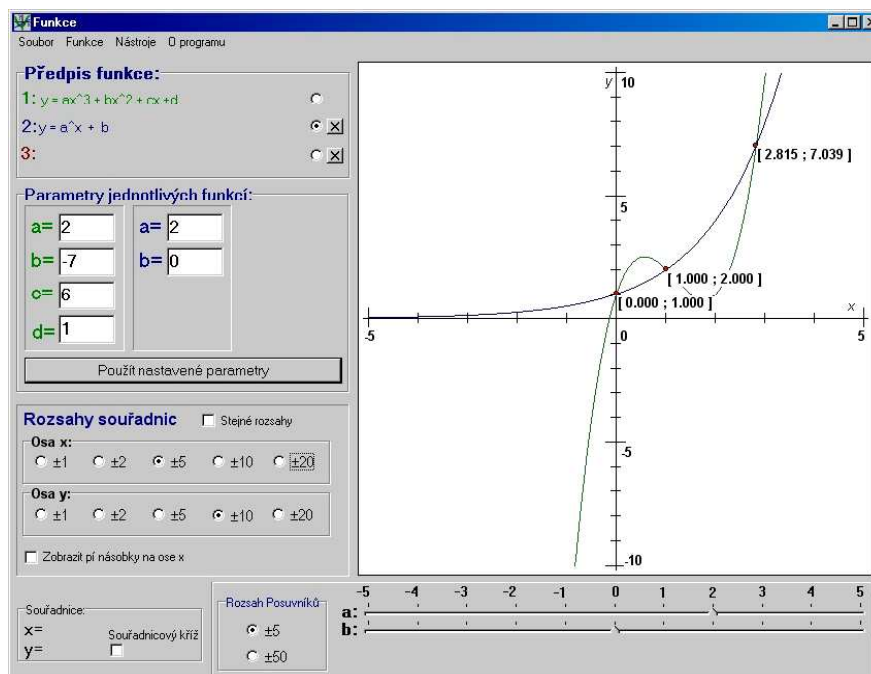 Funkce
Soubor Funkce Nástroje O programu
Předpis funkce:
1: y = ax^3 + bx^2 + cx +d
2: y = a^x + b
3:
Parametry jednotlivých funkcí:
a= 2 a= 2
b= -7 b= 0
c= 6
d= 1
Použít nastavené parametry
Rozsahy souřadnic Stejné rozsahy
Osa x:
±1 ±2 ±5 ±10 ±20
Osa y:
±1 ±2 ±5 ±10 ±20
Zobrazit pí násobky na ose x
Souřadnice:
x=
y=
Souřadnicový kříž
Rozsah Posuvníků
±5
±50
y 10
[ 2.815 ; 7.039 ]
5
[ 1.000 ; 2.000 ]
[ 0.000 ; 1.000 ]
x
-5 0 5
-5
-10
-5 -4 -3 -2 -1 0 1 2 3 4 5
a:
b: